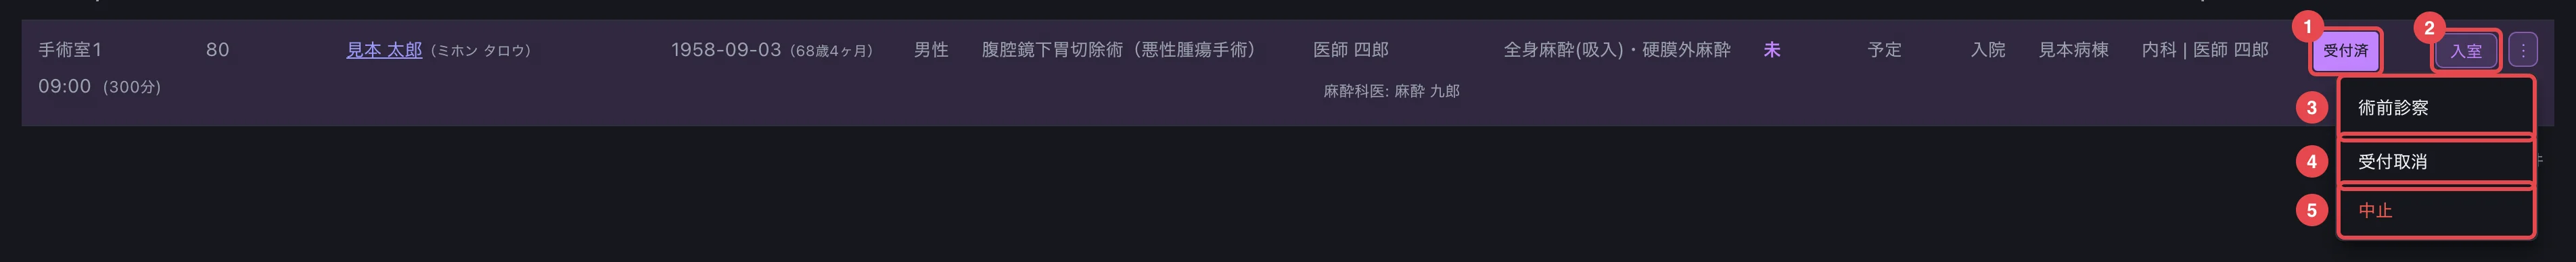 手術室1 80 見本 太郎（ミホン タロウ） 1958-09-03（68歳4ヶ月） 男性 腹腔鏡下胃切除術（悪性腫瘍手術） 医師 四郎 全身麻酔(吸入)・硬膜外麻酔 未 予定 入院 見本病棟 内科 | 医師 四郎 1 受付済 2 入室 ⋮
09:00 (300分) 麻酔科医: 麻酔 九郎
3 術前診察
4 受付取消
5 中止